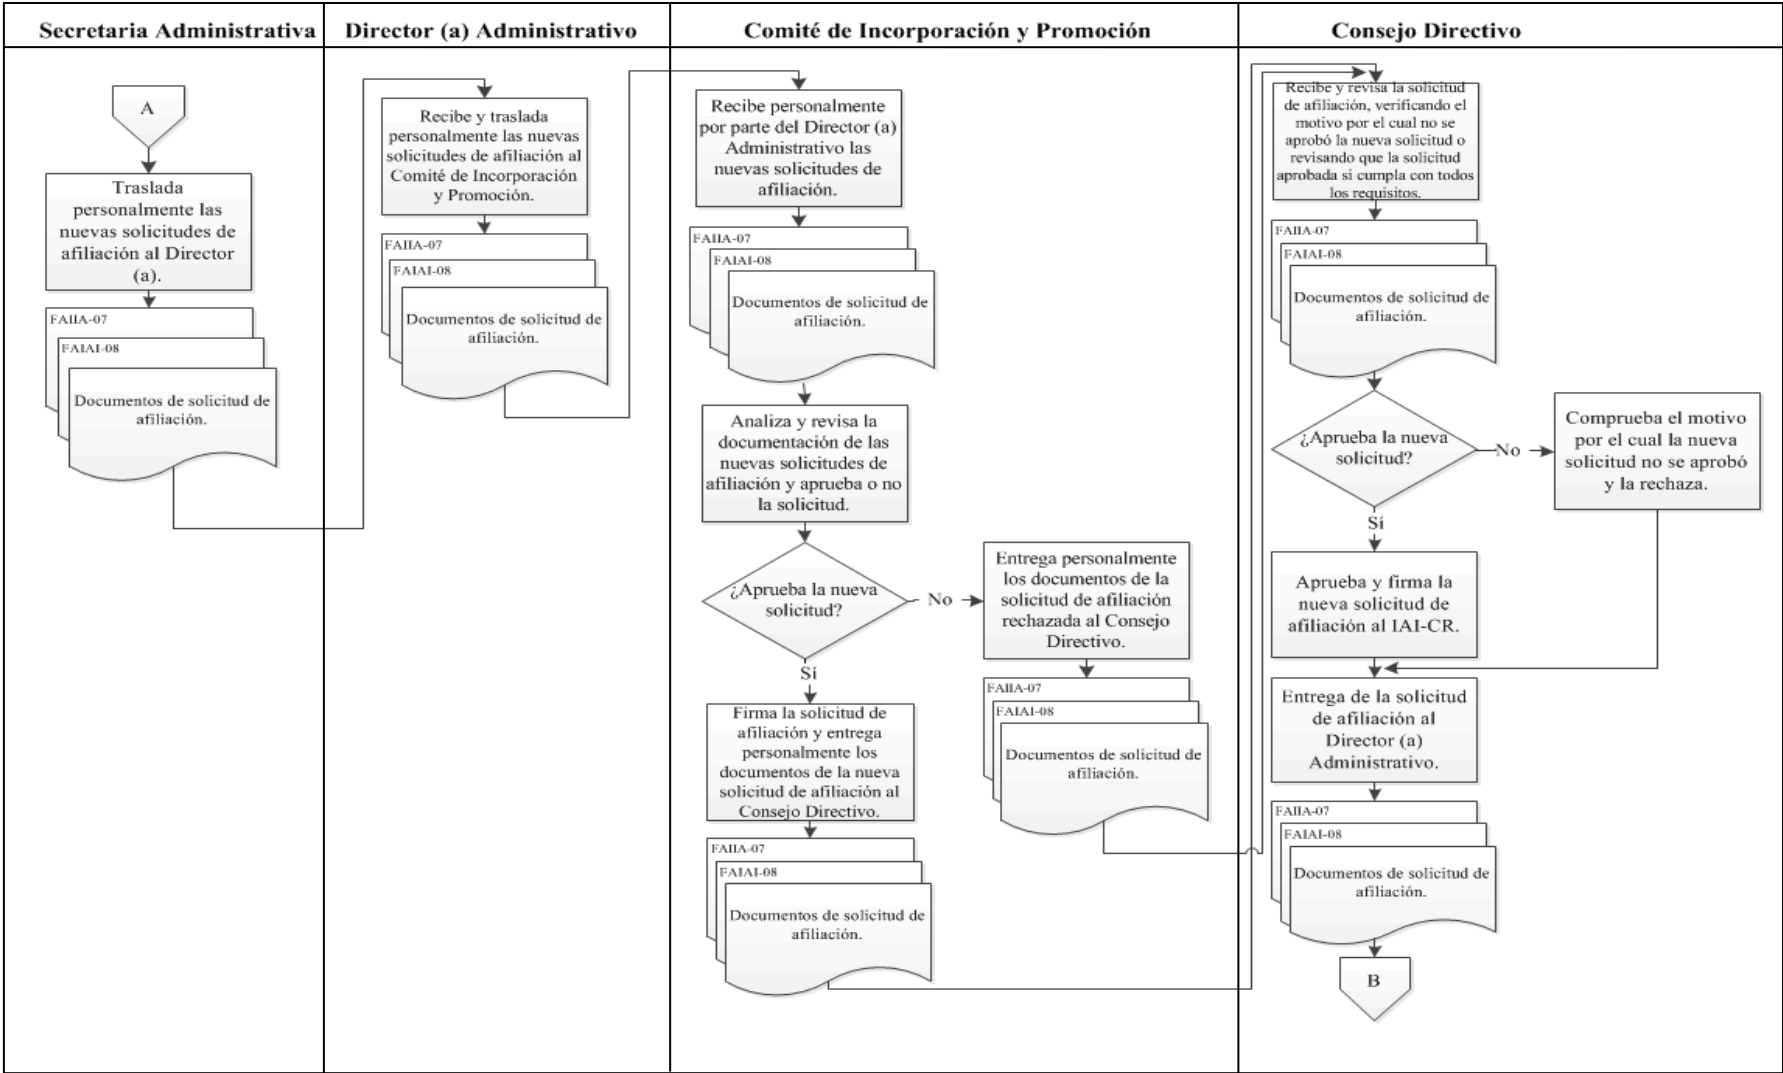 Secretaria Administrativa
Director (a) Administrativo
Comité de Incorporación y Promoción
Consejo Directivo
A
Traslada
personalmente las
nuevas solicitudes de
afiliación al Director
(a).
FAIIA-07
FAIAI-08
Documentos de solicitud de
afiliación.
Recibe y traslada
personalmente las nuevas
solicitudes de afiliación al
Comité de Incorporación
y Promoción.
FAIIA-07
FAIAI-08
Documentos de solicitud de
afiliación.
Recibe personalmente
por parte del Director (a)
Administrativo las
nuevas solicitudes de
afiliación.
FAIIA-07
FAIAI-08
Documentos de solicitud de
afiliación.
Analiza y revisa la
documentación de las
nuevas solicitudes de
afiliación y aprueba o no
la solicitud.
¿Aprueba la nueva
solicitud?
No
Entrega personalmente
los documentos de la
solicitud de afiliación
rechazada al Consejo
Directivo.
FAIIA-07
FAIAI-08
Documentos de solicitud de
afiliación.
Sí
Firma la solicitud de
afiliación y entrega
personalmente los
documentos de la nueva
solicitud de afiliación al
Consejo Directivo.
FAIIA-07
FAIAI-08
Documentos de solicitud de
afiliación.
Recibe y revisa la solicitud
de afiliación, verificando el
motivo por el cual no se
aprobó la nueva solicitud o
revisando que la solicitud
aprobada si cumpla con todos
los requisitos.
FAIIA-07
FAIAI-08
Documentos de solicitud de
afiliación.
¿Aprueba la nueva
solicitud?
No
Comprueba el motivo
por el cual la nueva
solicitud no se aprobó
y la rechaza.
Sí
Aprueba y firma la
nueva solicitud de
afiliación al IAI-CR.
Entrega de la solicitud
de afiliación al
Director (a)
Administrativo.
FAIIA-07
FAIAI-08
Documentos de solicitud de
afiliación.
B